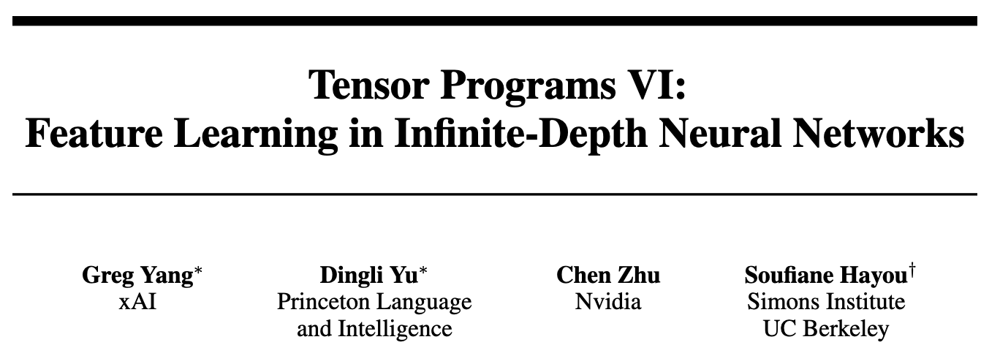 Tensor Programs VI:
Feature Learning in Infinite-Depth Neural Networks
Greg Yang* Dingli Yu* Chen Zhu Soufiane Hayou†
xAI Princeton Language Nvidia Simons Institute
and Intelligence UC Berkeley